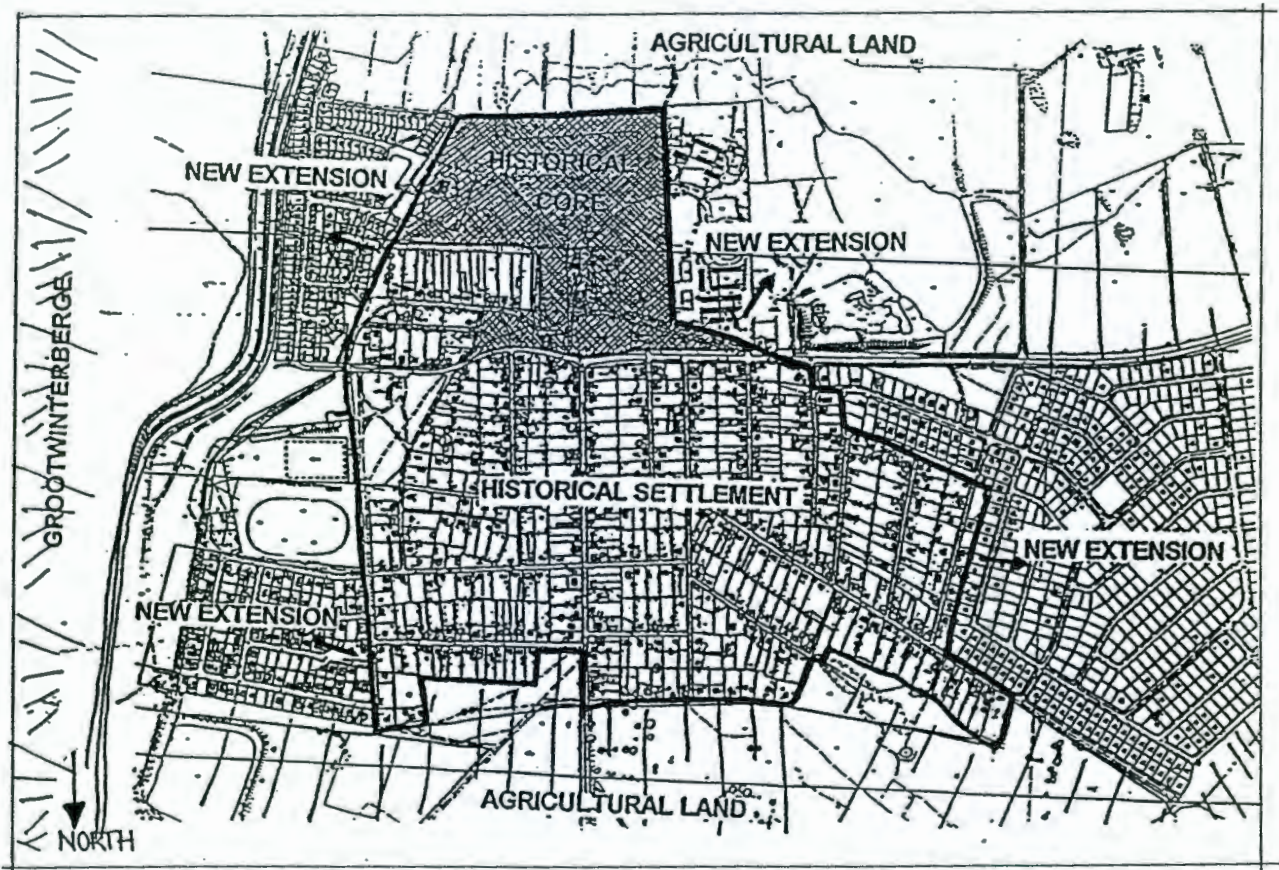 AGRICULTURAL LAND
HISTORICAL
CORE
NEW EXTENSION
NEW EXTENSION
GROOTWINTERBERGE
HISTORICAL SETTLEMENT
NEW EXTENSION
NEW EXTENSION
AGRICULTURAL LAND
NORTH